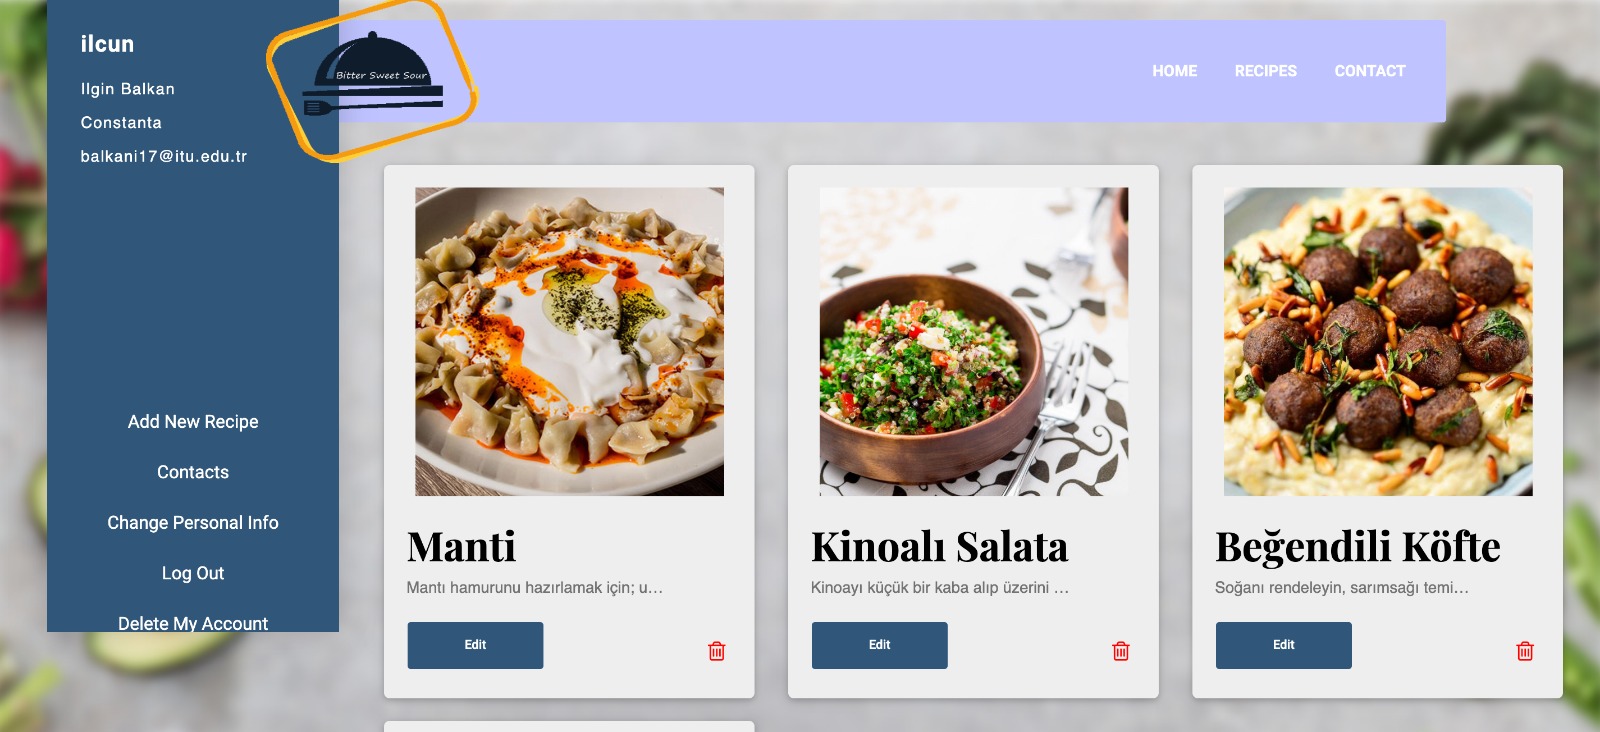 ilcun
Ilgin Balkan
Constanta
balkani17@itu.edu.tr
Add New Recipe
Contacts
Change Personal Info
Log Out
Delete My Account
Bitter Sweet Sour
HOME RECIPES CONTACT
Manti
Mantı hamurunu hazırlamak için; u...
Edit
Kinoalı Salata
Kinoayı küçük bir kaba alıp üzerini ...
Edit
Beğendili Köfte
Soğanı rendeleyin, sarımsağı temi...
Edit